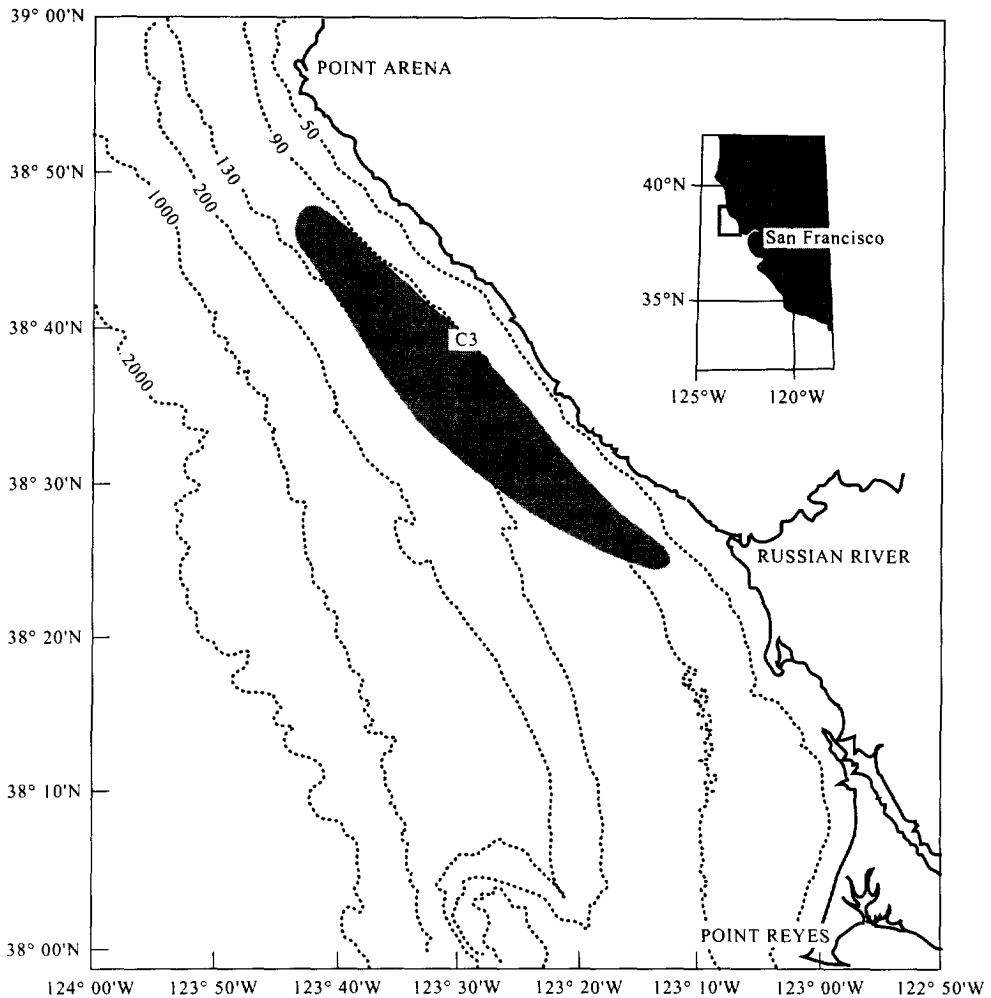 39° 00'N
POINT ARENA
50
90
38° 50'N
130
200
1000
40°N
San Francisco
35°N
38° 40'N
C3
2000
125°W 120°W
38° 30'N
RUSSIAN RIVER
38° 20'N
38° 10'N
38° 00'N
POINT REYES
124° 00'W 123° 50'W 123° 40'W 123° 30'W 123° 20'W 123° 10'W 123° 00'W 122° 50'W